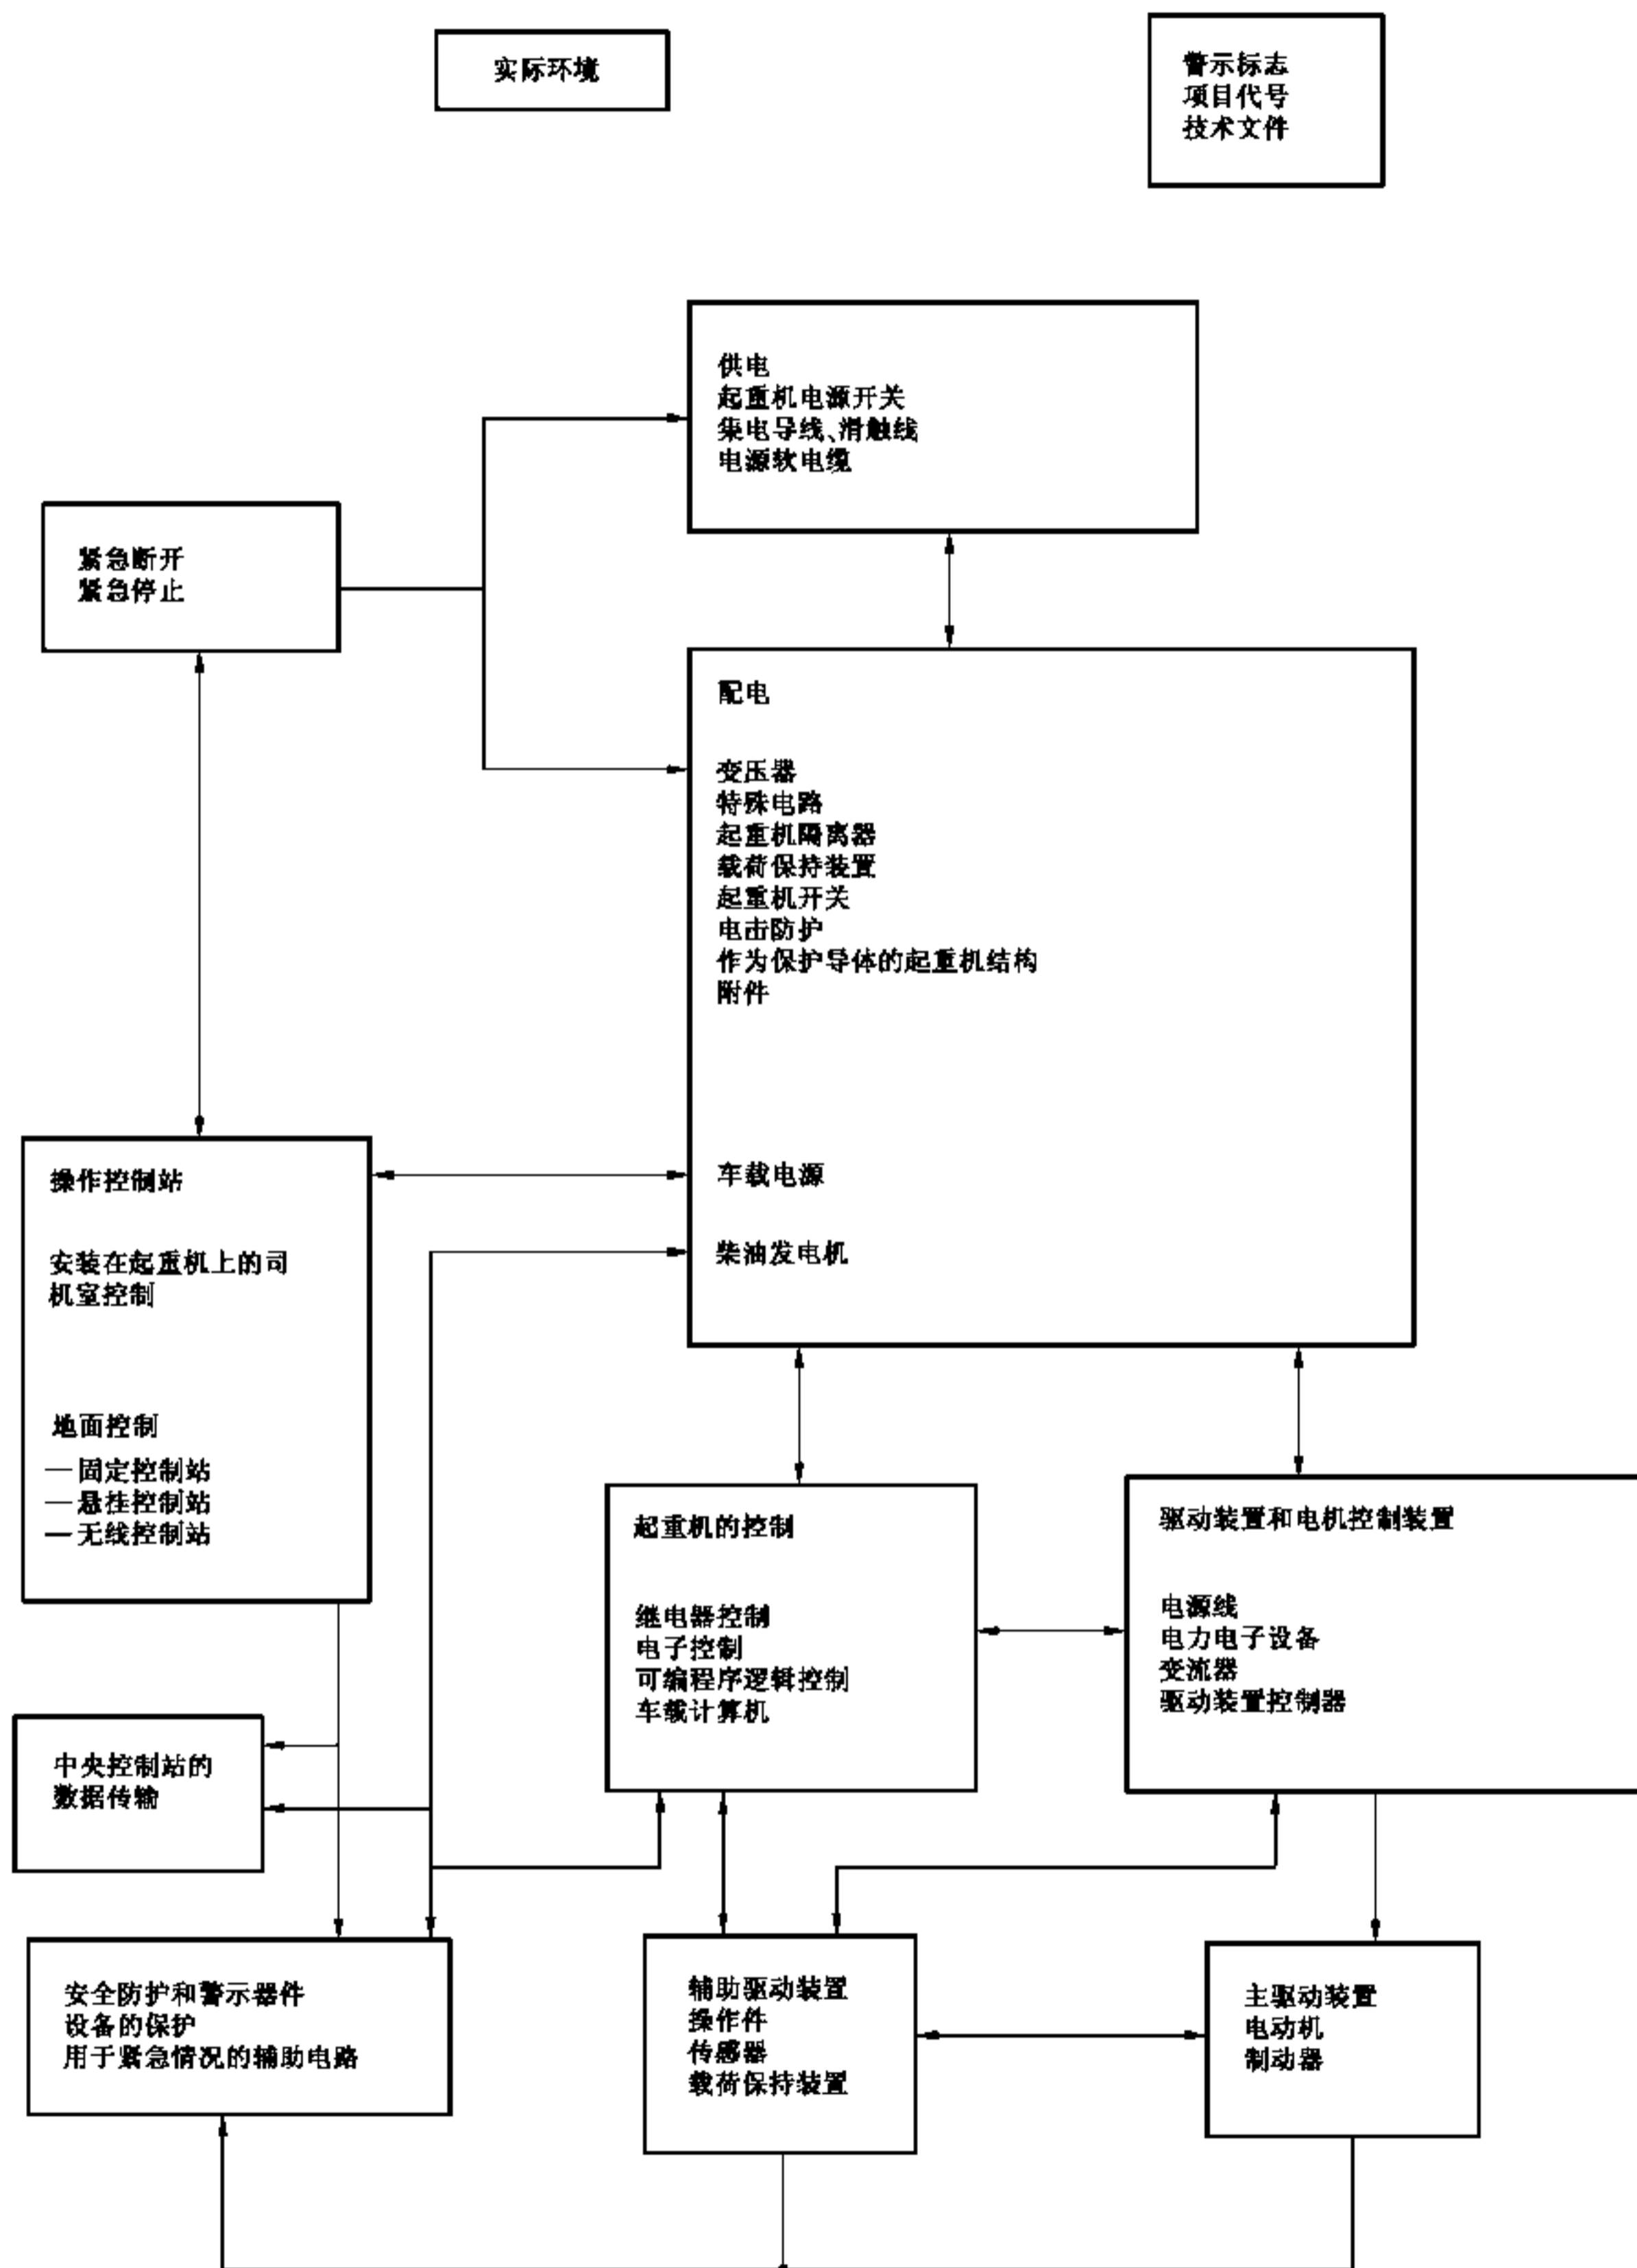 实际环境
警示标志
项目代号
技术文件
供电
起重机电源开关
集电导线、滑触线
电源软电缆
紧急断开
紧急停止
配电
变压器
特殊电路
起重机隔离器
载荷保持装置
起重机开关
电击防护
作为保护导体的起重机结构
附件
车载电源
柴油发电机
操作控制站
安装在起重机上的司
机室控制
地面控制
—固定控制站
—悬挂控制站
—无线控制站
起重机的控制
继电器控制
电子控制
可编程序逻辑控制
车载计算机
驱动装置和电机控制装置
电源线
电力电子设备
变流器
驱动装置控制器
中央控制站的
数据传输
安全防护和警示器件
设备的保护
用于紧急情况的辅助电路
辅助驱动装置
操作件
传感器
载荷保持装置
主驱动装置
电动机
制动器